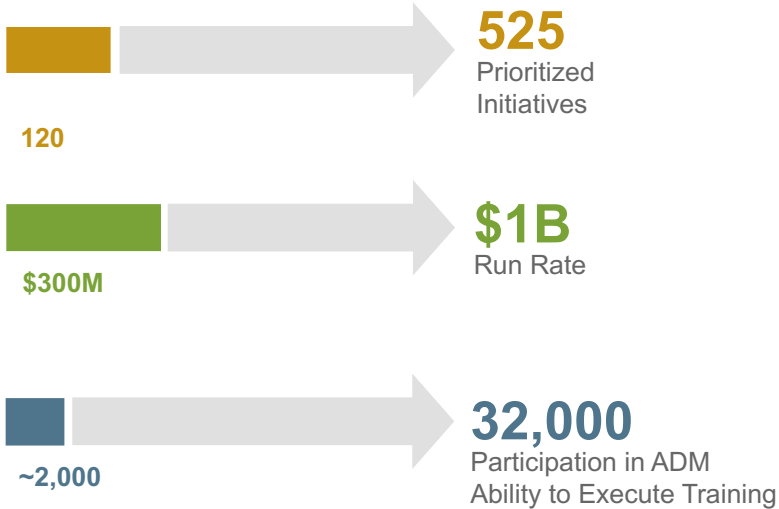 525
Prioritized
Initiatives
120
$1B
Run Rate
$300M
32,000
Participation in ADM
Ability to Execute Training
~2,000